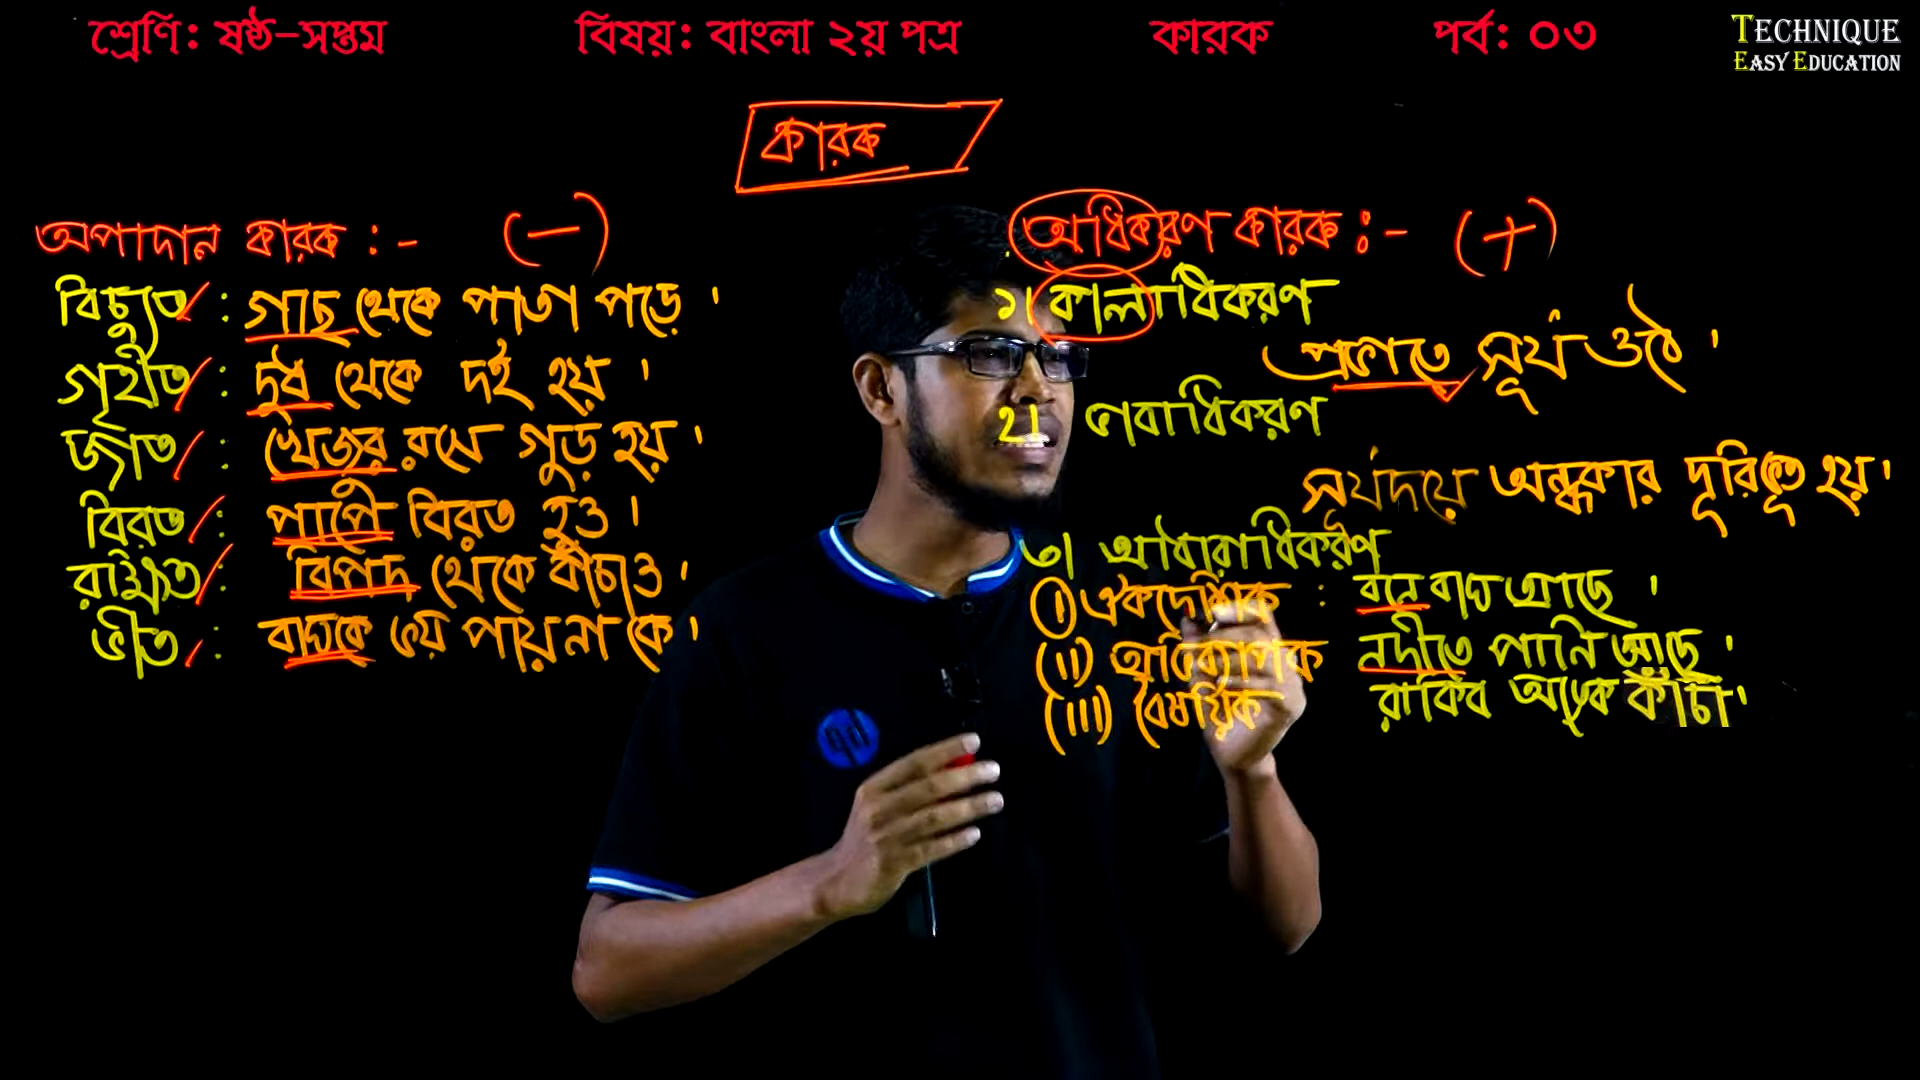 শ্রেণি: ষষ্ঠ-সপ্তম
বিষয়: বাংলা ২য় পত্র
কারক
পর্ব: ০৩
TECHNIQUE
EASY EDUCATION
কারক
অপাদান কারক :- (-)
বিচ্যুত : গাছ থেকে পাতা পড়ে ।
গৃহীত : দুধ থেকে দই হয় ।
জাত : খেজুর রসে গুড় হয় ।
বিরত : পাপে বিরত হও ।
রক্ষিত : বিপদ থেকে বাঁচাও ।
ভীত : বাঘকে ভয় পায় না কে ।
অধিকরণ কারক :- (+)
১। কালাধিকরণ
প্রভাতে সূর্য ওঠে ।
২। ভাবাধিকরণ
সূর্যদয়ে অন্ধকার দূরিভূত হয় ।
৩। আধারাধিকরণ
(i) ঐকদেশিক : বনে বাঘ আছে ।
(ii) অভিব্যাপক নদীতে পানি আছে ।
(iii) বৈষয়িক রাকিব অঙ্কে কাঁচা ।